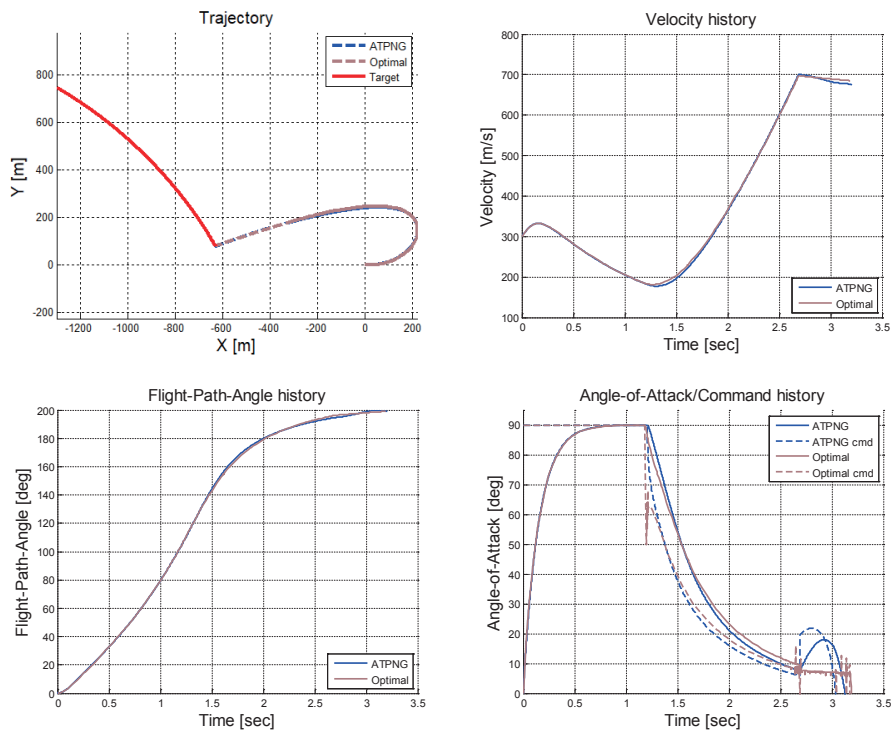 Trajectory
800
600
400
200
0
-200
Y [m]
-1200 -1000 -800 -600 -400 -200 0 200
X [m]
ATPNG
Optimal
Target
Velocity history
800
700
600
500
400
300
200
100
Velocity [m/s]
0 0.5 1 1.5 2 2.5 3 3.5
Time [sec]
ATPNG
Optimal
Flight-Path-Angle history
200
180
160
140
120
100
80
60
40
20
0
Flight-Path-Angle [deg]
0 0.5 1 1.5 2 2.5 3 3.5
Time [sec]
ATPNG
Optimal
Angle-of-Attack/Command history
90
80
70
60
50
40
30
20
10
0
Angle-of-Attack [deg]
0 0.5 1 1.5 2 2.5 3 3.5
Time [sec]
ATPNG
ATPNG cmd
Optimal
Optimal cmd